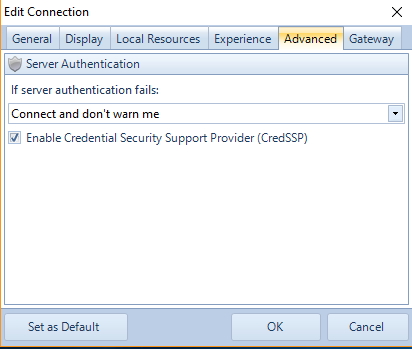 Edit Connection
General Display Local Resources Experience Advanced Gateway
Server Authentication
If server authentication fails:
Connect and don't warn me
Enable Credential Security Support Provider (CredSSP)
Set as Default OK Cancel